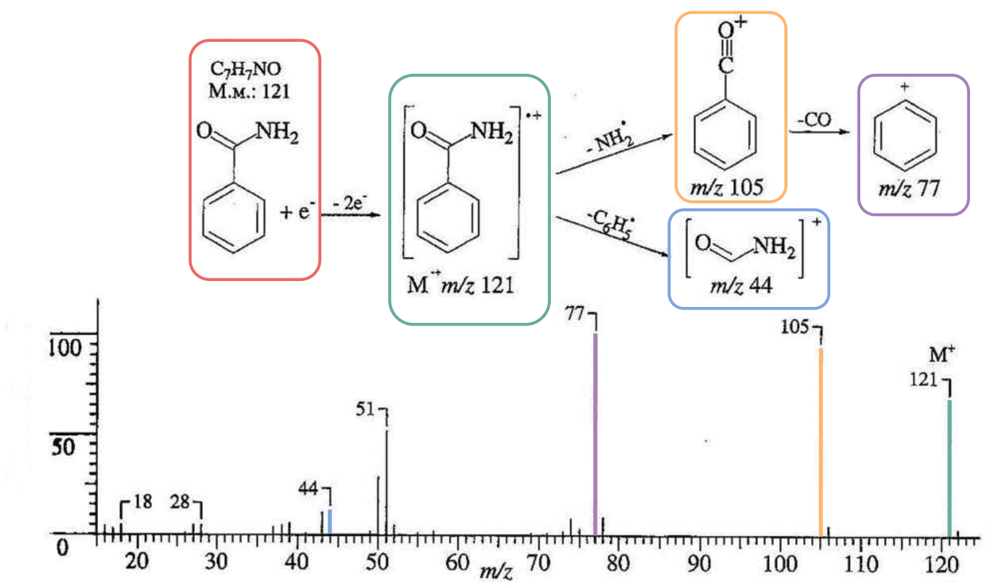 C₇H₇NO
М.м.: 121
O NH₂
+ e⁻
- 2e⁻
O NH₂
•+
M·⁺ m/z 121
- NH₂•
-C₆H₅•
O⁺
C
m/z 105
-CO
+
m/z 77
O NH₂
+
m/z 44
100
50
0
18
28
44
51
77
105
M⁺
121
20 30 40 50 60 70 80 90 100 110 120
m/z